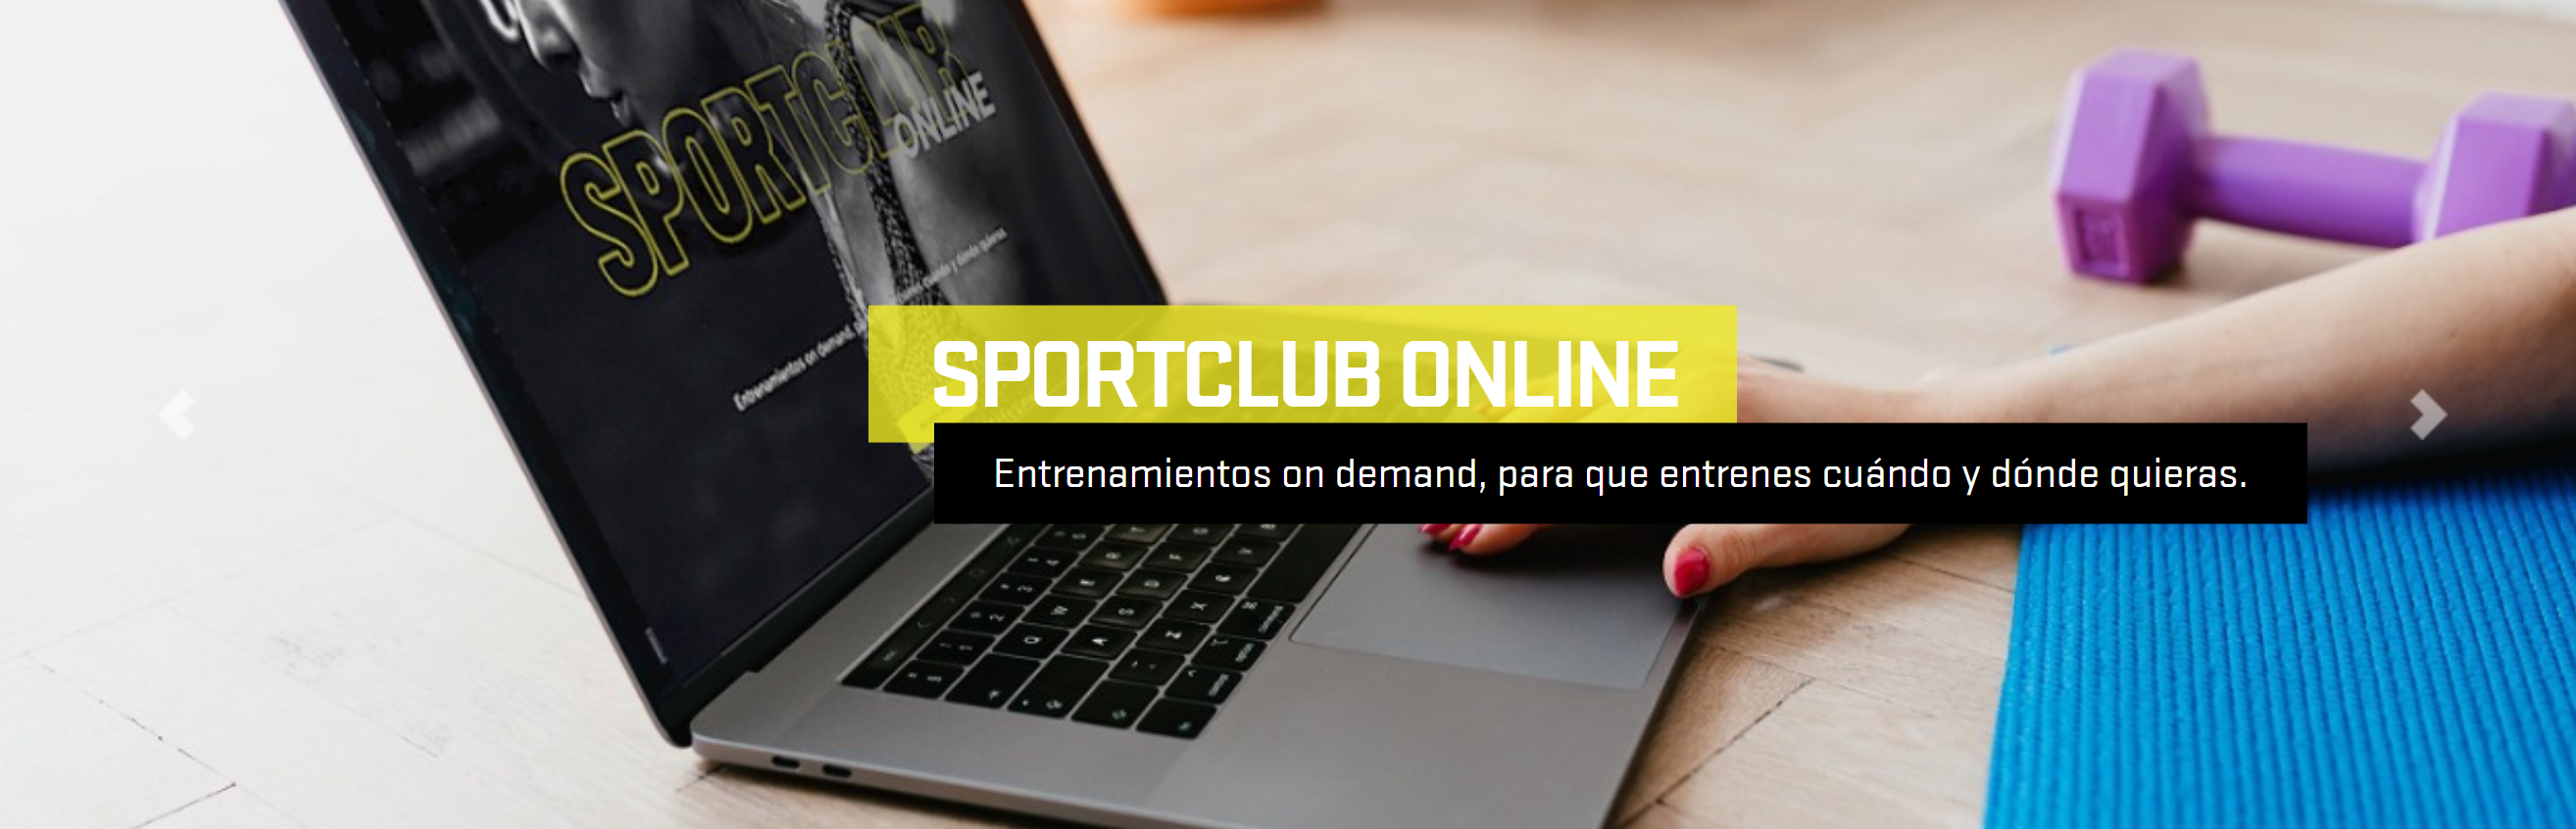 SPORTCLUB
ONLINE
Entrenamientos on demand,
cuándo y dónde quieras
SPORTCLUB ONLINE
Entrenamientos on demand, para que entrenes cuándo y dónde quieras.